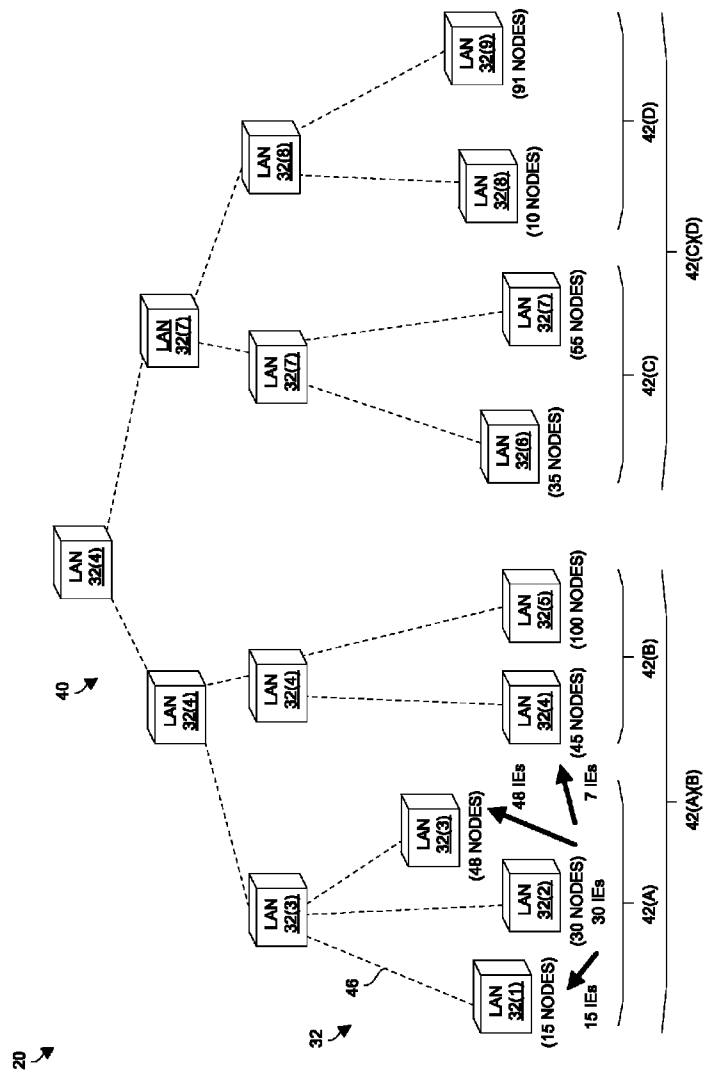 20
40
LAN
32(4)
LAN
32(4)
LAN
32(7)
LAN
32(3)
LAN
32(4)
LAN
32(7)
LAN
32(8)
46
32
LAN
32(1)
(15 NODES)
LAN
32(2)
(30 NODES)
LAN
32(3)
(48 NODES)
LAN
32(4)
(45 NODES)
LAN
32(5)
(100 NODES)
LAN
32(6)
(35 NODES)
LAN
32(7)
(55 NODES)
LAN
32(8)
(10 NODES)
LAN
32(9)
(91 NODES)
15 IEs
30 IEs
48 IEs
7 IEs
42(A)
42(B)
42(C)
42(D)
42(A)(B)
42(C)(D)